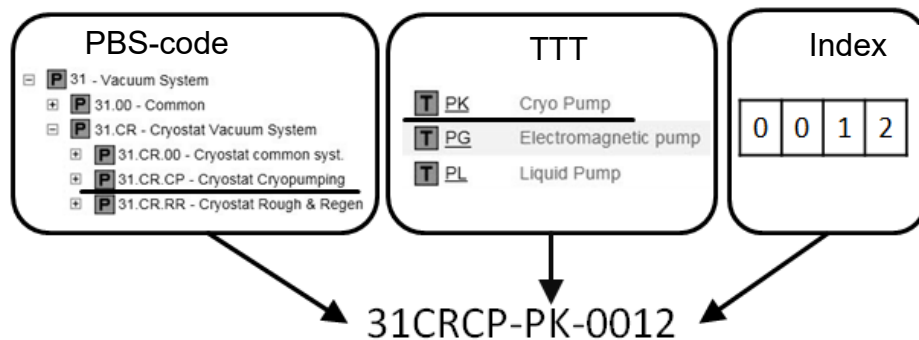 PBS-code
P 31 - Vacuum System
P 31.00 - Common
P 31.CR - Cryostat Vacuum System
P 31.CR.00 - Cryostat common syst.
P 31.CR.CP - Cryostat Cryopumping
P 31.CR.RR - Cryostat Rough & Regen
TTT
T PK Cryo Pump
T PG Electromagnetic pump
T PL Liquid Pump
Index
0 0 1 2
31CRCP-PK-0012